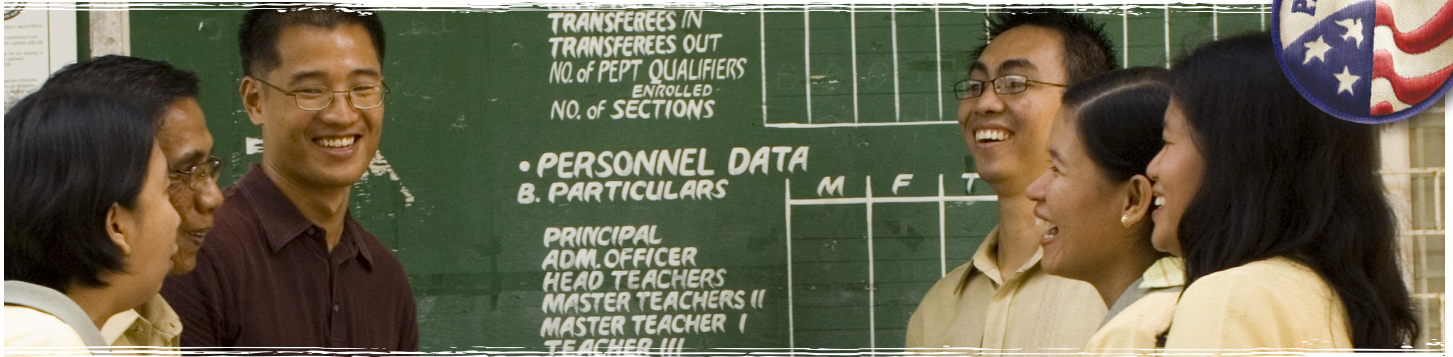 TRANSFEREES IN
TRANSFEREES OUT
NO. of PEPT QUALIFIERS
ENROLLED
NO. of SECTIONS
• PERSONNEL DATA
B. PARTICULARS M F T
PRINCIPAL
ADM. OFFICER
HEAD TEACHERS
MASTER TEACHERS II
MASTER TEACHER I
TEACHER III